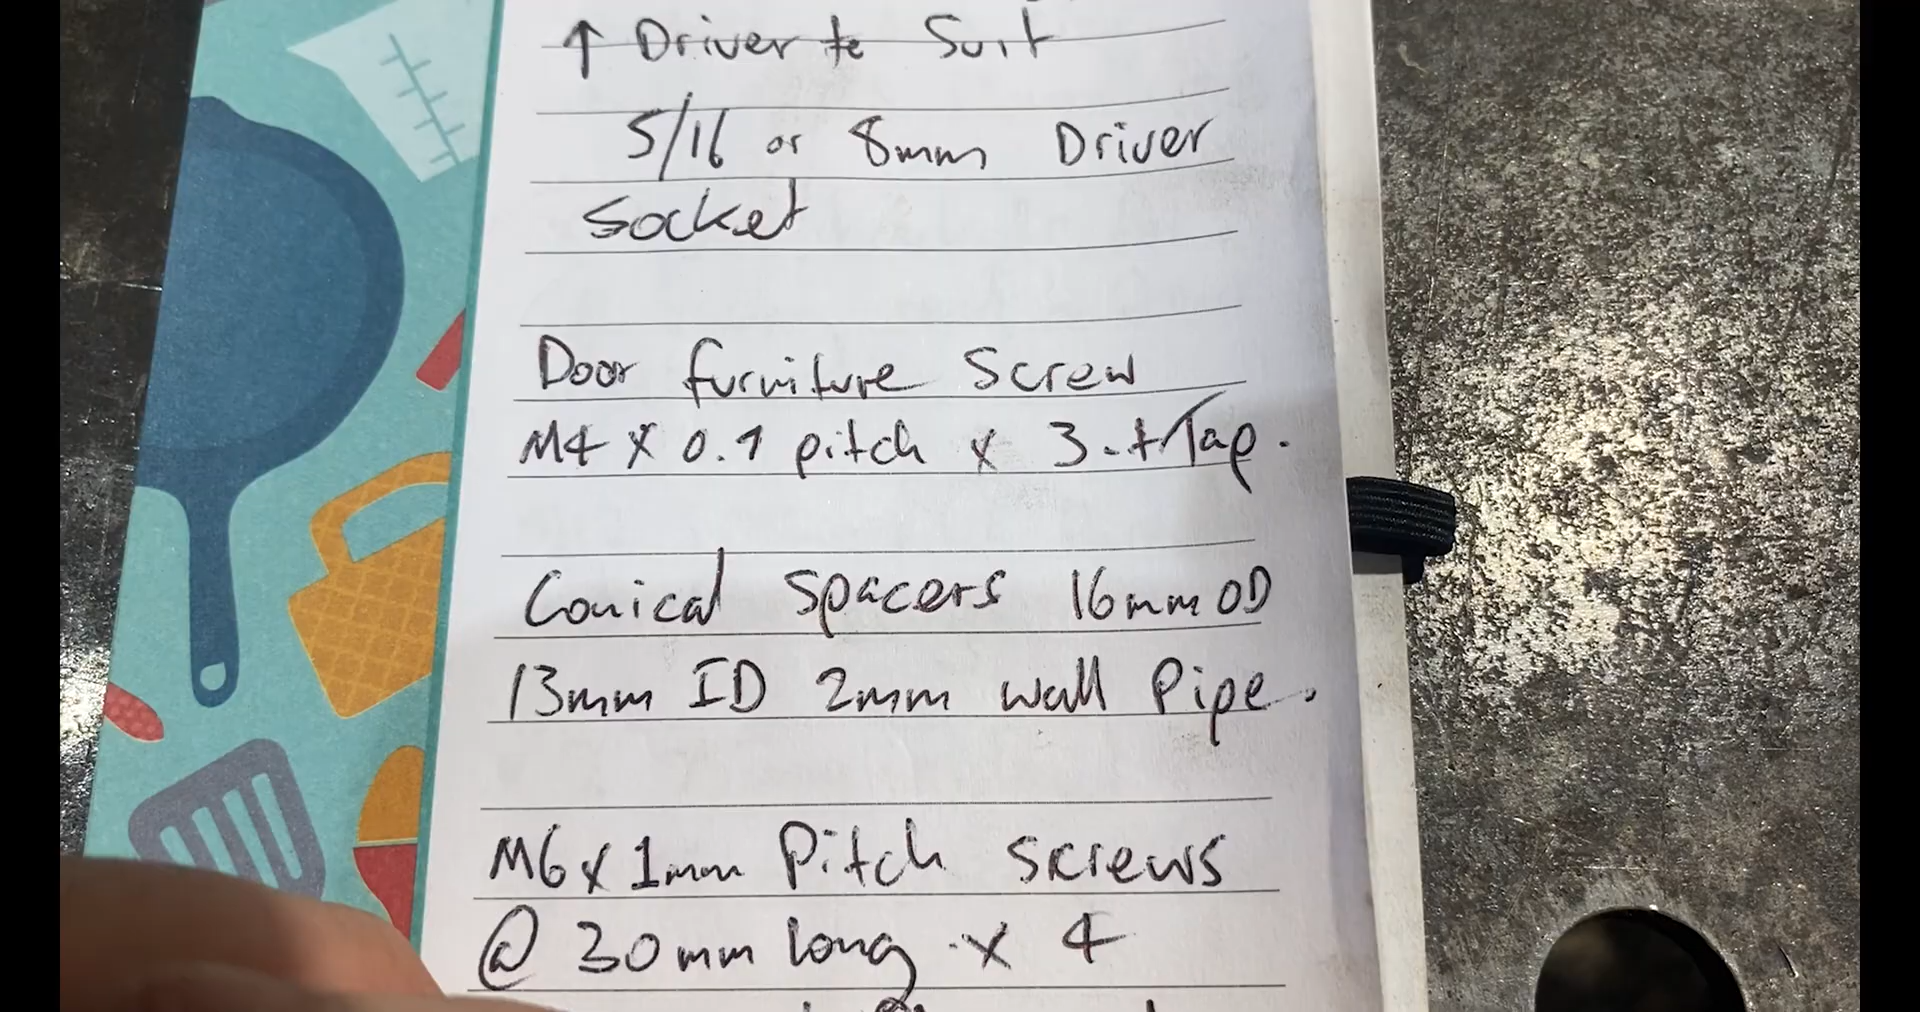 ↑ Driver to Suit
5/16 or 8mm Driver
Socket
Door furniture Screw
M4 x 0.7 pitch x 3.+Tap.
Conical Spacers 16mm OD
13mm ID 2mm wall Pipe.
M6 x 1mm Pitch screws
@ 30mm long x 4